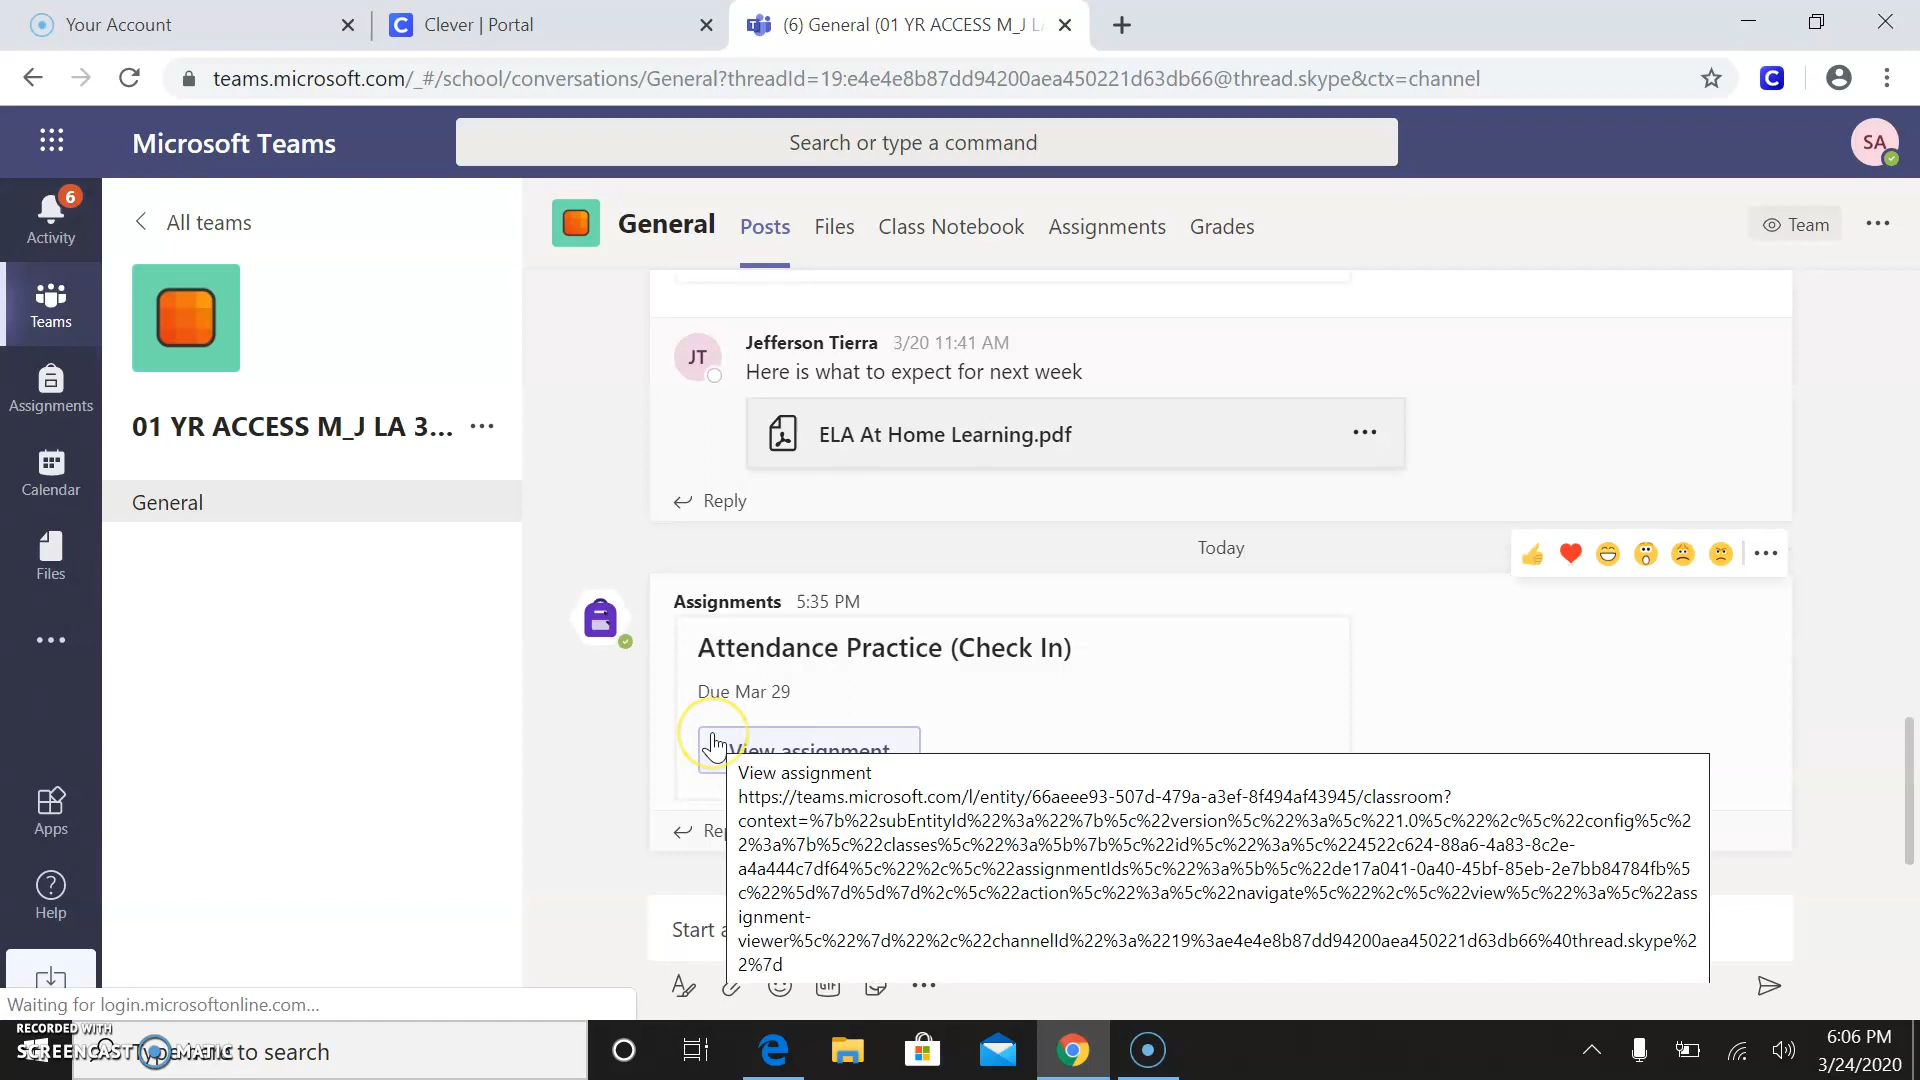 Your Account
Clever | Portal
(6) General (01 YR ACCESS M_J L
teams.microsoft.com/_#/school/conversations/General?threadId=19:e4e4e8b87dd94200aea450221d63db66@thread.skype&ctx=channel
Microsoft Teams
Search or type a command
SA
6
Activity
Teams
Assignments
Calendar
Files
Apps
Help
All teams
01 YR ACCESS M_J LA 3...
General
General
Posts
Files
Class Notebook
Assignments
Grades
Team
JT
Jefferson Tierra 3/20 11:41 AM
Here is what to expect for next week
ELA At Home Learning.pdf
Reply
Today
Assignments 5:35 PM
Attendance Practice (Check In)
Due Mar 29
View assignment
View assignment
https://teams.microsoft.com/l/entity/66aeee93-507d-479a-a3ef-8f494af43945/classroom?
context=%7b%22subEntityId%22%3a%22%7b%5c%22version%5c%22%3a%5c%221.0%5c%22%2c%5c%22config%5c%2
2%3a%7b%5c%22classes%5c%22%3a%5b%7b%5c%22id%5c%22%3a%5c%224522c624-88a6-4a83-8c2e-
a4a444c7df64%5c%22%2c%5c%22assignmentIds%5c%22%3a%5b%5c%22de17a041-0a40-45bf-85eb-2e7bb84784fb%5
c%22%5d%7d%5d%7d%2c%5c%22action%5c%22%3a%5c%22navigate%5c%22%2c%5c%22view%5c%22%3a%5c%22ass
ignment-
viewer%5c%22%7d%22%2c%22channelId%22%3a%2219%3ae4e4e8b87dd94200aea450221d63db66%40thread.skype%2
2%7d
Rep
Start a
GIF
Waiting for login.microsoftonline.com...
RECORDED WITH
SCREENCAST MATIC
Type here to search
6:06 PM
3/24/2020